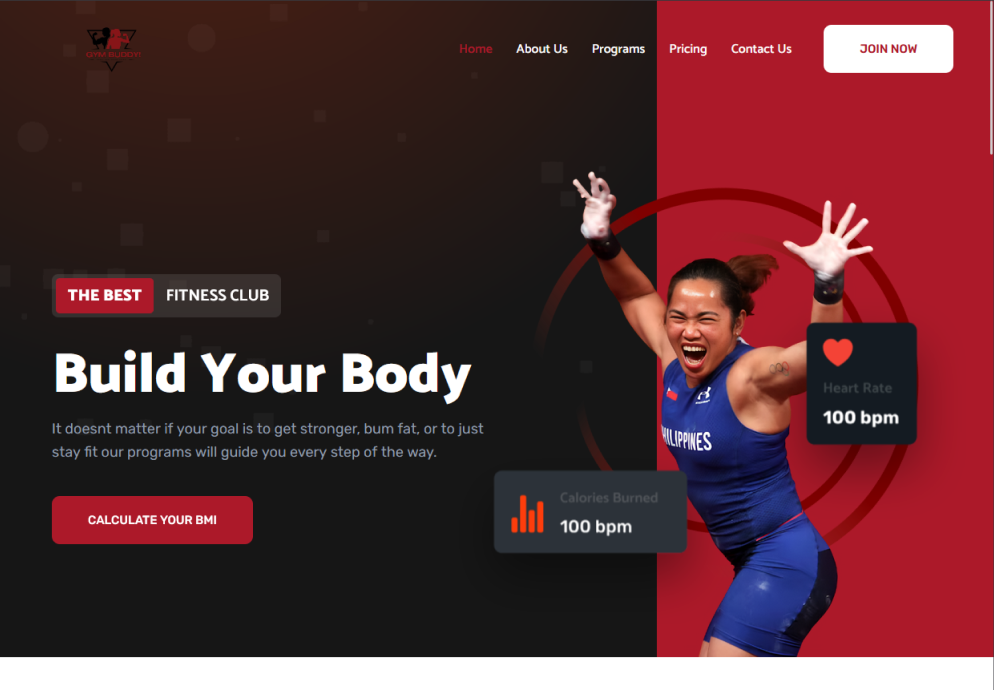 GYM BUDDY!
Home
About Us
Programs
Pricing
Contact Us
JOIN NOW
THE BEST FITNESS CLUB
Build Your Body
It doesnt matter if your goal is to get stronger, bum fat, or to just
stay fit our programs will guide you every step of the way.
CALCULATE YOUR BMI
Heart Rate
100 bpm
PHILIPPINES
Calories Burned
100 bpm